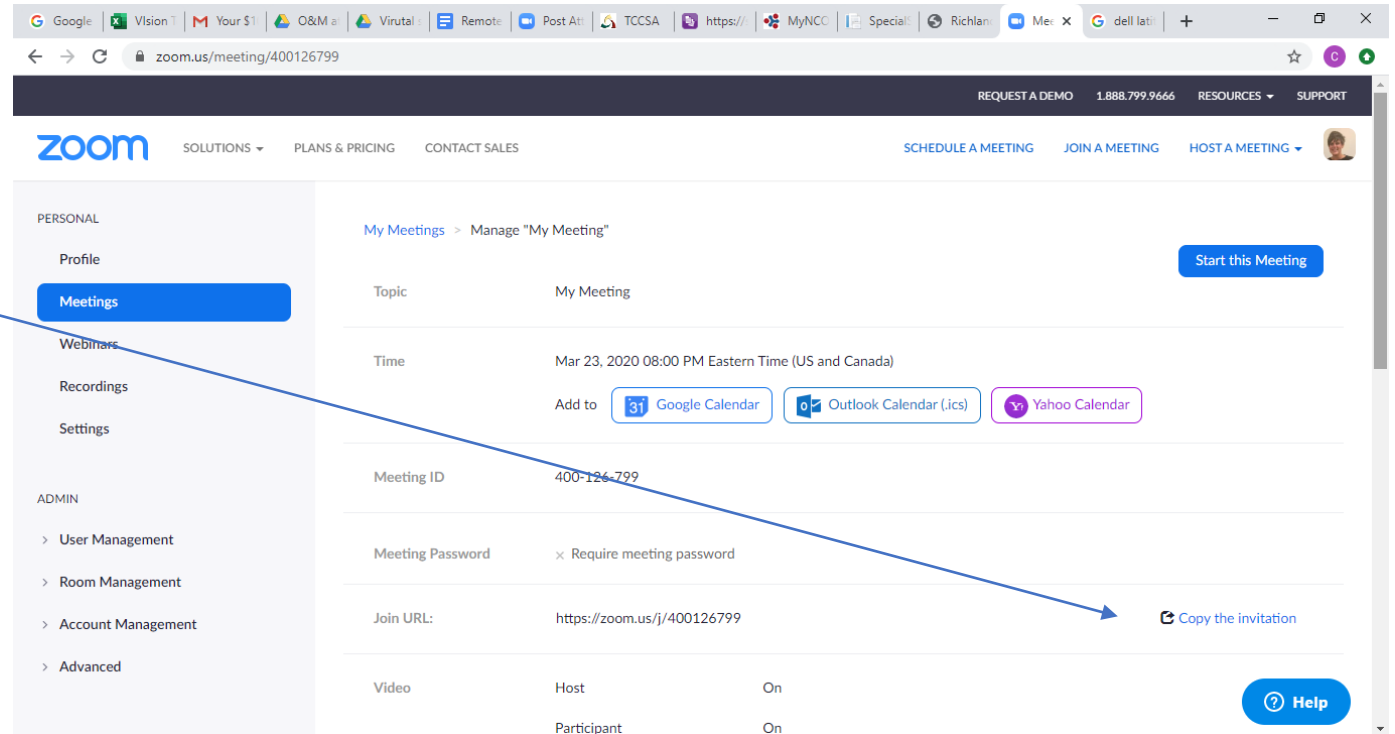 Google VIsion T Your $1 O&M a Virutal s Remote Post Att TCCSA https:// MyNCO Special Richlan Mee dell lati
zoom.us/meeting/400126799 C
REQUEST A DEMO 1.888.799.9666 RESOURCES SUPPORT
zoom SOLUTIONS PLANS & PRICING CONTACT SALES SCHEDULE A MEETING JOIN A MEETING HOST A MEETING
PERSONAL
Profile
Meetings
Webinars
Recordings
Settings
ADMIN
> User Management
> Room Management
> Account Management
> Advanced
My Meetings > Manage "My Meeting"
Start this Meeting
Topic My Meeting
Time Mar 23, 2020 08:00 PM Eastern Time (US and Canada)
Add to 31 Google Calendar Outlook Calendar (.ics) Yahoo Calendar
Meeting ID 400-126-799
Meeting Password × Require meeting password
Join URL: https://zoom.us/j/400126799 Copy the invitation
Video Host On
Participant On
Help